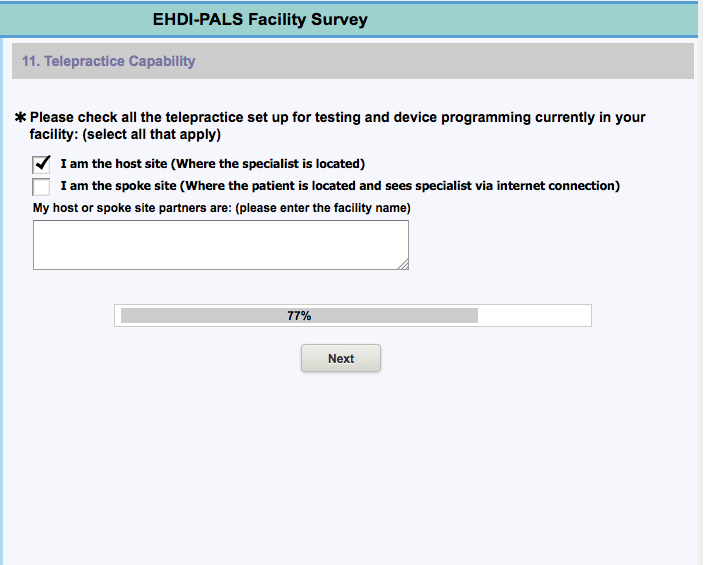 EHDI-PALS Facility Survey
11. Telepractice Capability
✱ Please check all the telepractice set up for testing and device programming currently in your
facility: (select all that apply)
I am the host site (Where the specialist is located)
I am the spoke site (Where the patient is located and sees specialist via internet connection)
My host or spoke site partners are: (please enter the facility name)
77%
Next